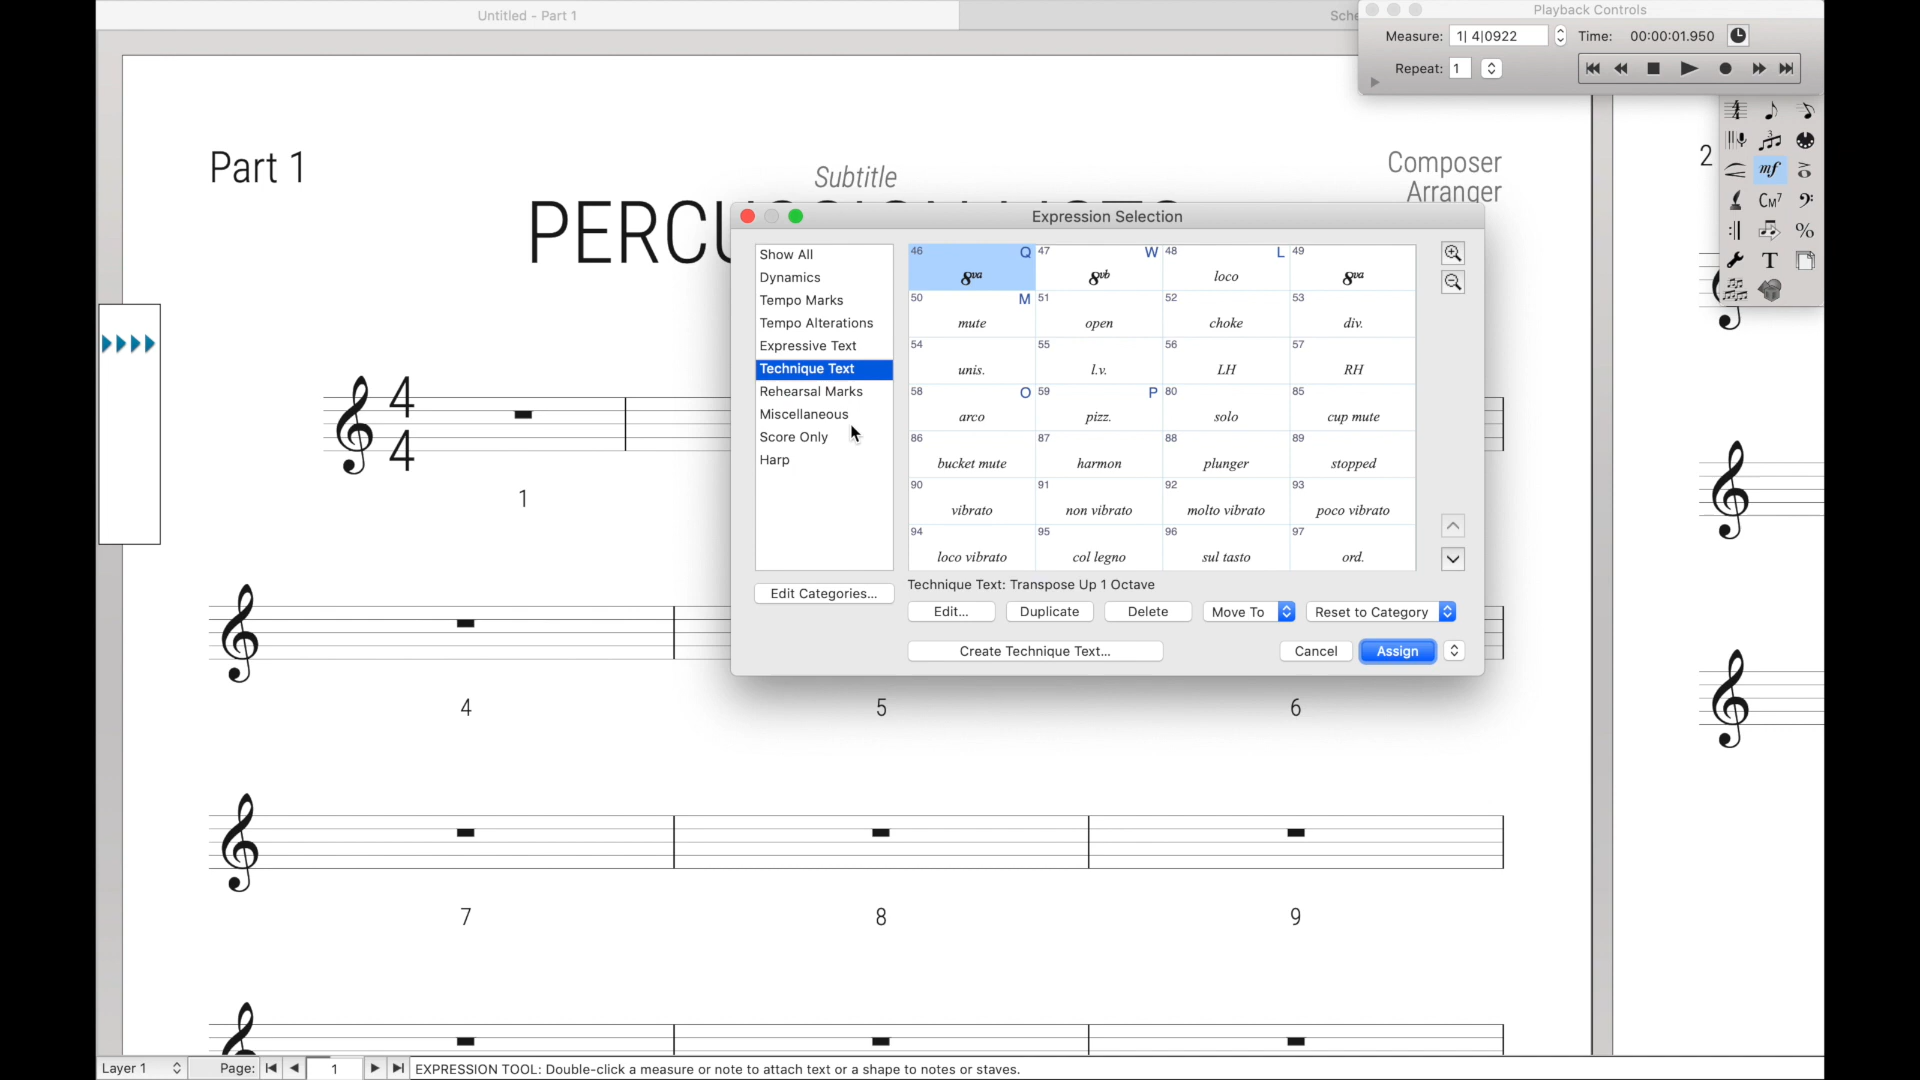 Untitled - Part 1
Sche
Playback Controls
Measure: 1| 4|0922 Time: 00:00:01.950
Repeat: 1
Part 1
Subtitle
Composer
Arranger
PERCU
2
Expression Selection
Show All
Dynamics
Tempo Marks
Tempo Alterations
Expressive Text
Technique Text
Rehearsal Marks
Miscellaneous
Score Only
Harp
46 Q 47 W 48 L 49
8va 8vb loco 8va
50 M 51 52 53
mute open choke div.
54 55 56 57
unis. l.v. LH RH
58 O 59 P 80 85
arco pizz. solo cup mute
86 87 88 89
bucket mute harmon plunger stopped
90 91 92 93
vibrato non vibrato molto vibrato poco vibrato
94 95 96 97
loco vibrato col legno sul tasto ord.
Technique Text: Transpose Up 1 Octave
Edit Categories...
Edit... Duplicate Delete Move To Reset to Category
Create Technique Text... Cancel Assign
mf
CM7
T
4
4
1
4 5 6
7 8 9
Layer 1 Page: 1 EXPRESSION TOOL: Double-click a measure or note to attach text or a shape to notes or staves.